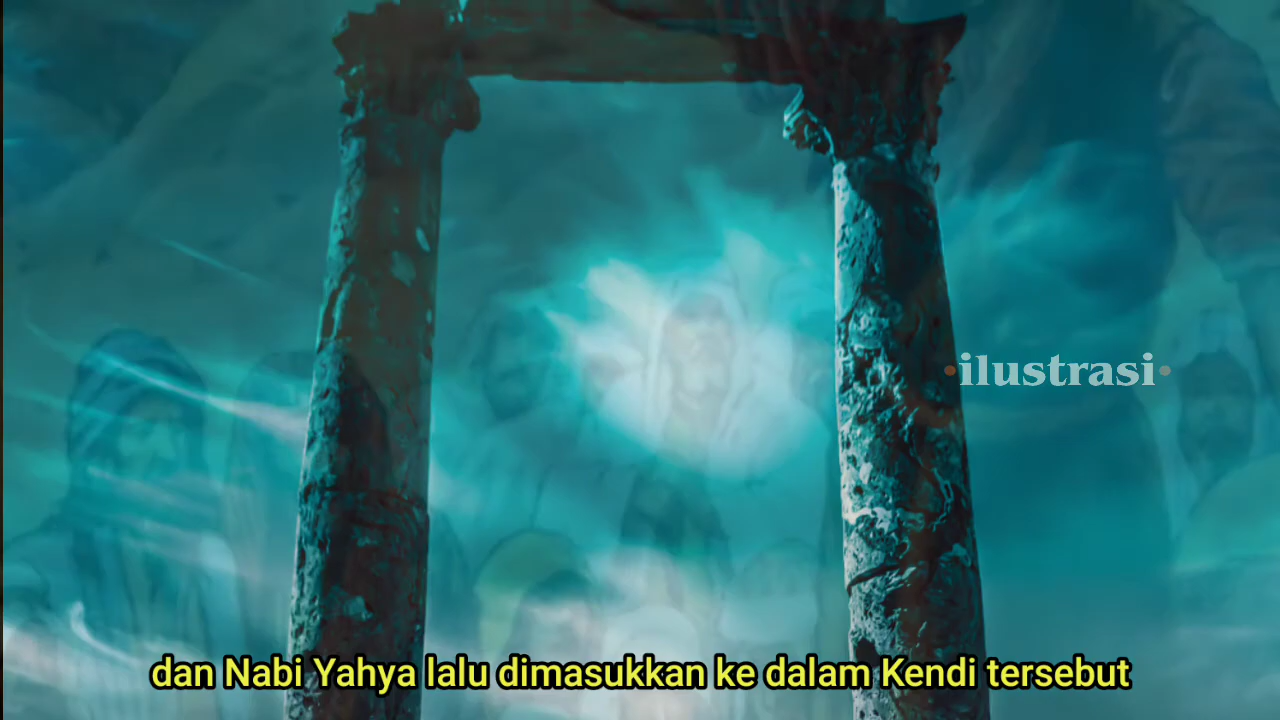 •ilustrasi•
dan Nabi Yahya lalu dimasukkan ke dalam Kendi tersebut